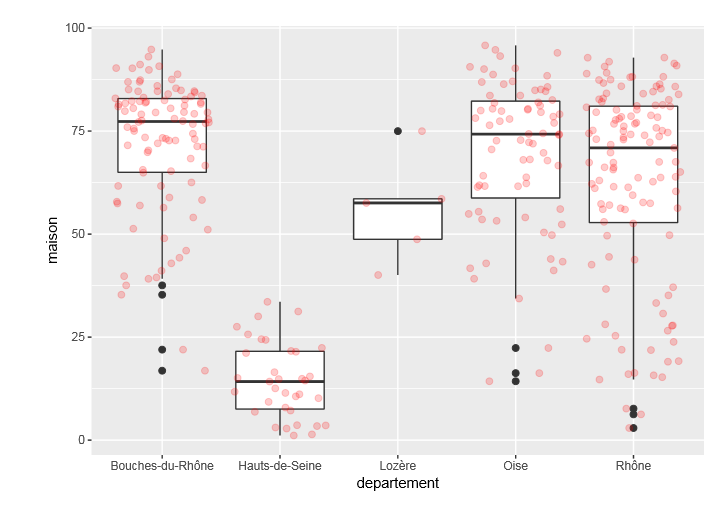 100
75
50
25
0
maison
Bouches-du-Rhône
Hauts-de-Seine
Lozère
Oise
Rhône
departement